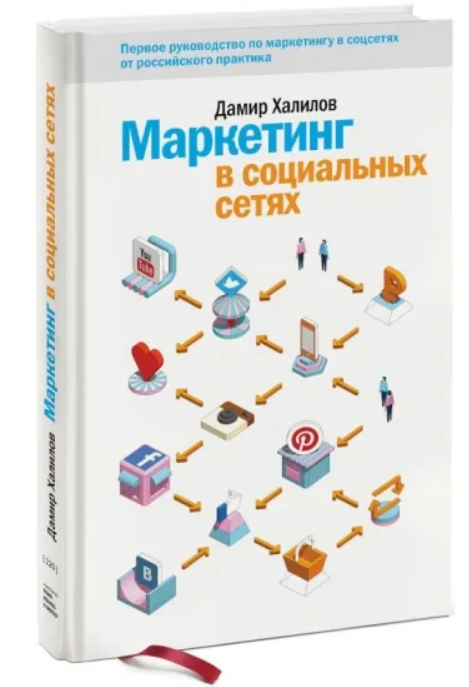 Первое руководство по маркетингу в соцсетях
от российского практика
Дамир Халилов
Маркетинг
в социальных
сетях
You
Tube
f
B
Дамир Халилов Маркетинг в социальных сетях